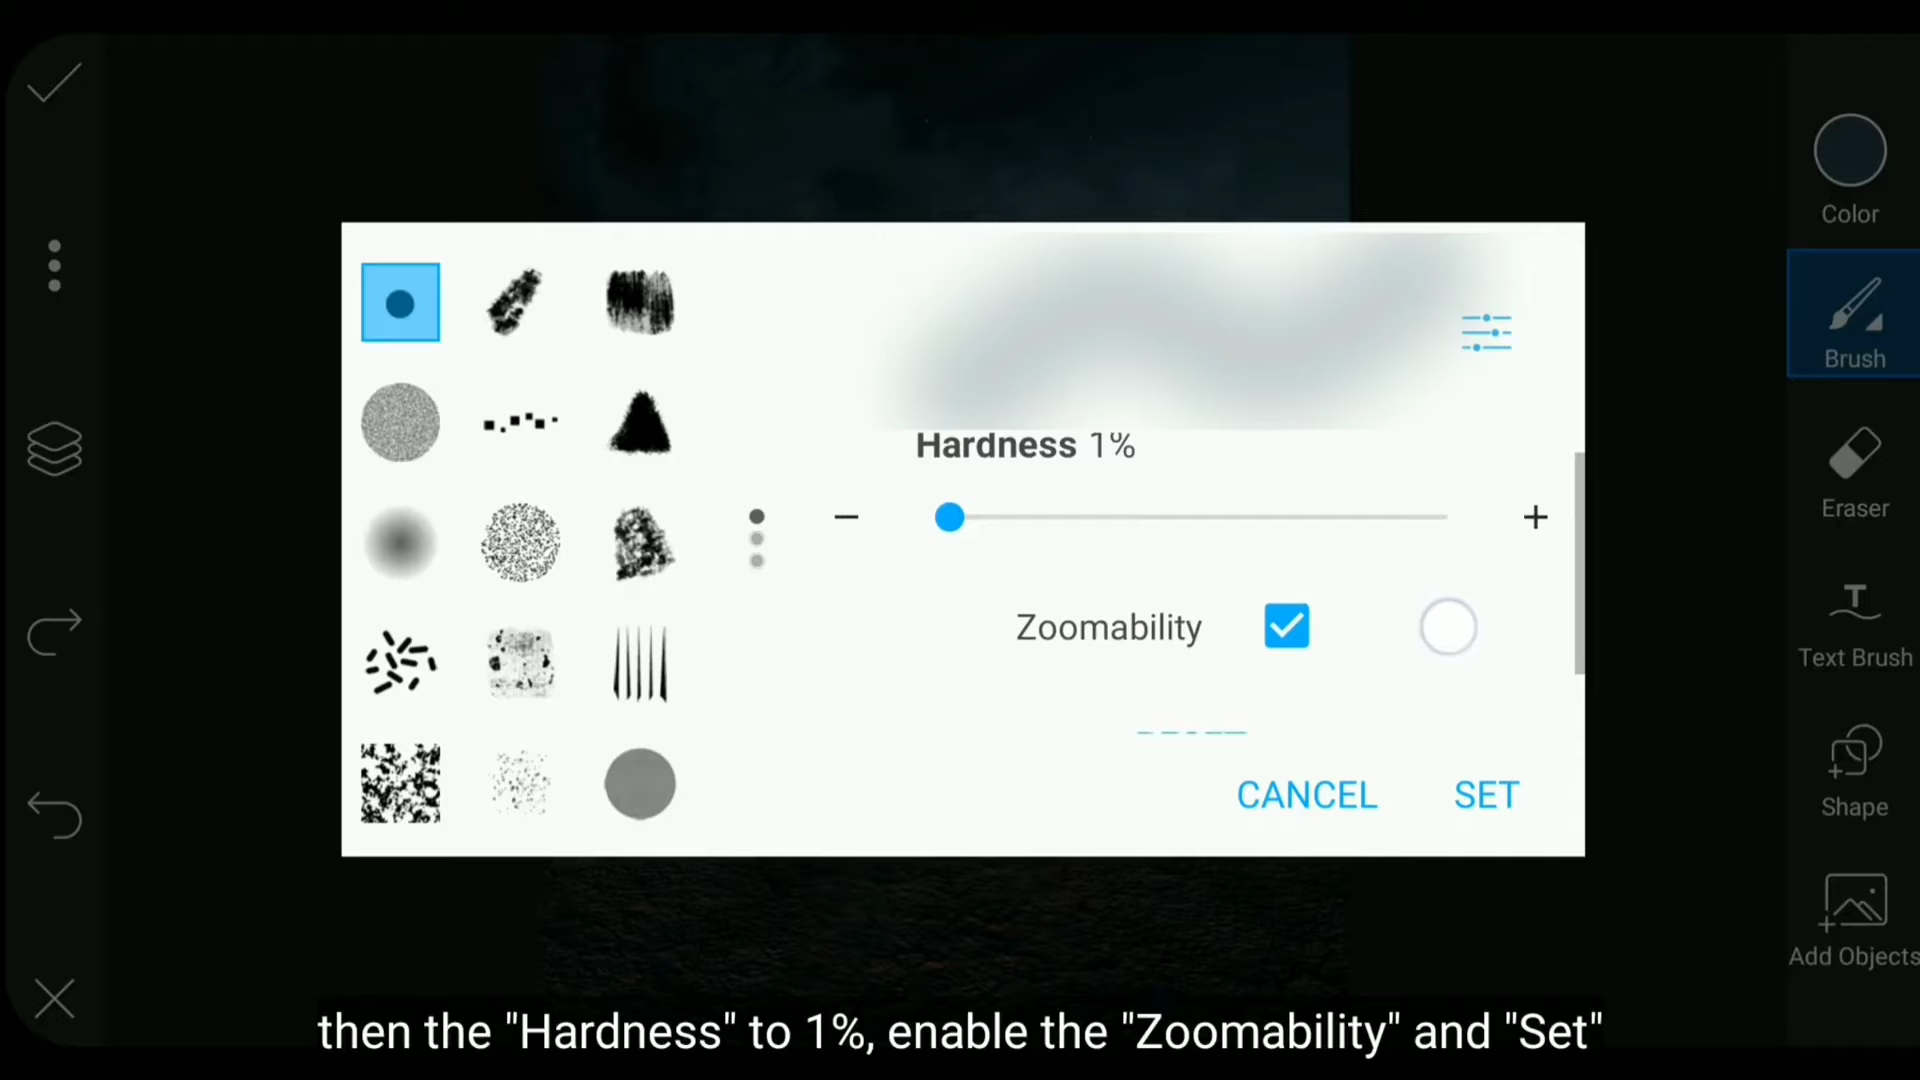 Color
Brush
Eraser
Text Brush
Shape
Add Objects
Hardness 1%
Zoomability
CANCEL SET
then the "Hardness" to 1%, enable the "Zoomability" and "Set"